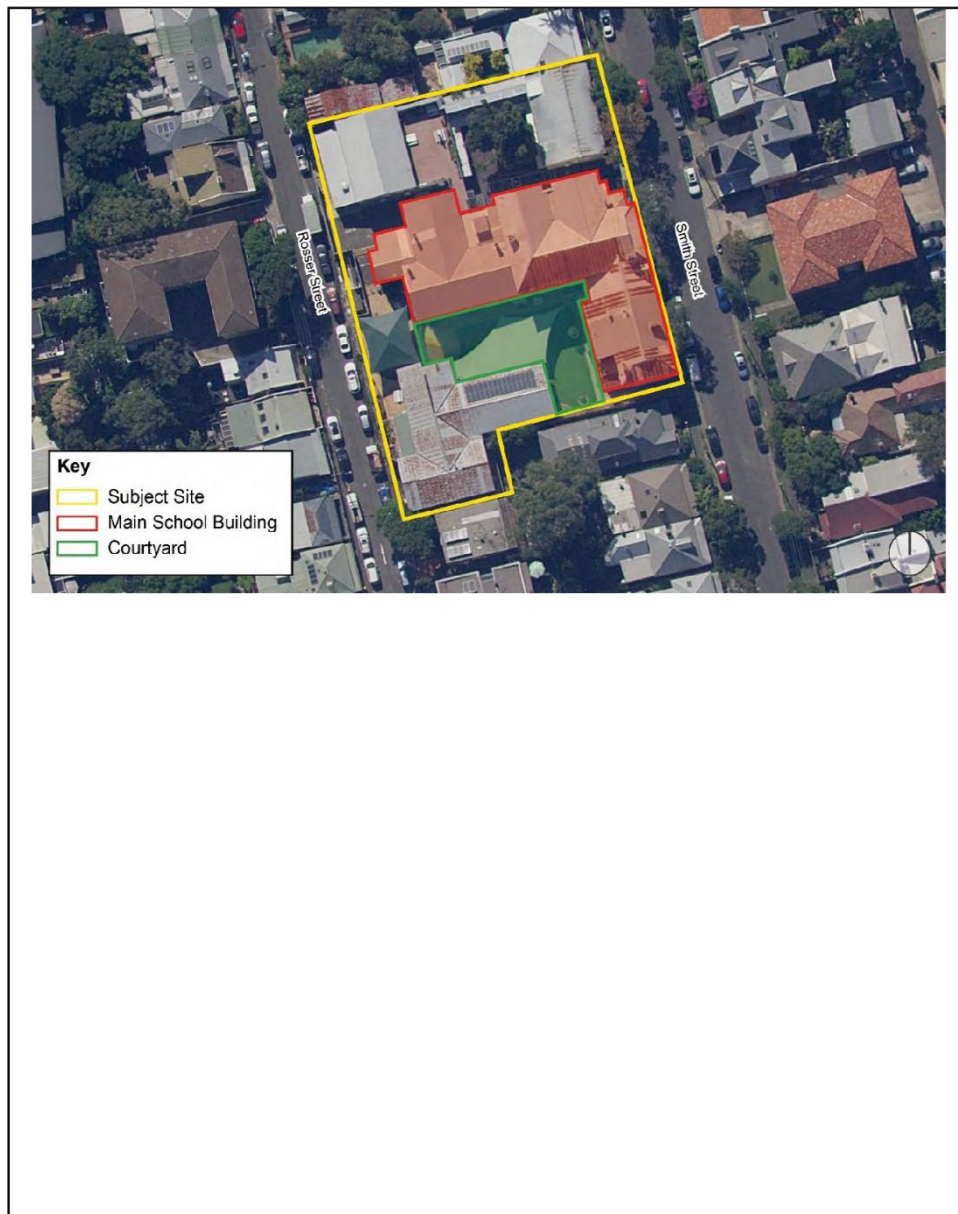 Rosser Street
Smith Street
Key
Subject Site
Main School Building
Courtyard